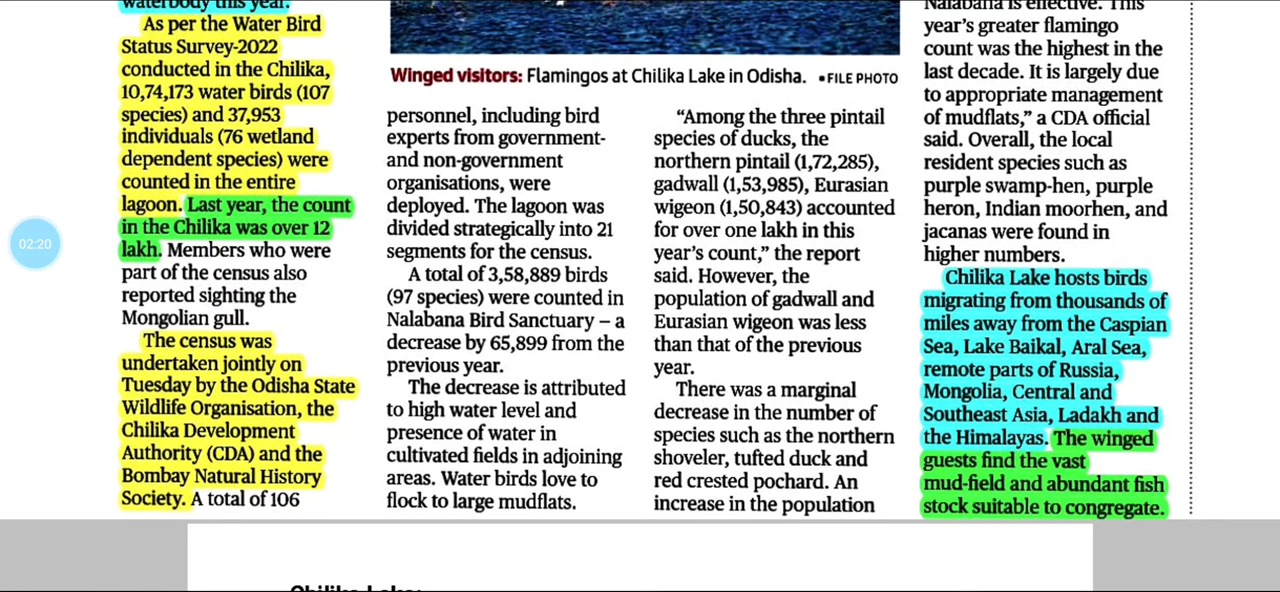 waterbody this year.
As per the Water Bird
Status Survey-2022
conducted in the Chilika,
10,74,173 water birds (107
species) and 37,953
individuals (76 wetland
dependent species) were
counted in the entire
lagoon. Last year, the count
in the Chilika was over 12
lakh. Members who were
part of the census also
reported sighting the
Mongolian gull.
The census was
undertaken jointly on
Tuesday by the Odisha State
Wildlife Organisation, the
Chilika Development
Authority (CDA) and the
Bombay Natural History
Society. A total of 106
02:20
Winged visitors: Flamingos at Chilika Lake in Odisha. •FILE PHOTO
personnel, including bird
experts from government-
and non-government
organisations, were
deployed. The lagoon was
divided strategically into 21
segments for the census.
A total of 3,58,889 birds
(97 species) were counted in
Nalabana Bird Sanctuary – a
decrease by 65,899 from the
previous year.
The decrease is attributed
to high water level and
presence of water in
cultivated fields in adjoining
areas. Water birds love to
flock to large mudflats.
“Among the three pintail
species of ducks, the
northern pintail (1,72,285),
gadwall (1,53,985), Eurasian
wigeon (1,50,843) accounted
for over one lakh in this
year’s count,” the report
said. However, the
population of gadwall and
Eurasian wigeon was less
than that of the previous
year.
There was a marginal
decrease in the number of
species such as the northern
shoveler, tufted duck and
red crested pochard. An
increase in the population
Nalabana is effective. This
year’s greater flamingo
count was the highest in the
last decade. It is largely due
to appropriate management
of mudflats,” a CDA official
said. Overall, the local
resident species such as
purple swamp-hen, purple
heron, Indian moorhen, and
jacanas were found in
higher numbers.
Chilika Lake hosts birds
migrating from thousands of
miles away from the Caspian
Sea, Lake Baikal, Aral Sea,
remote parts of Russia,
Mongolia, Central and
Southeast Asia, Ladakh and
the Himalayas. The winged
guests find the vast
mud-field and abundant fish
stock suitable to congregate.
Chilika Lake: